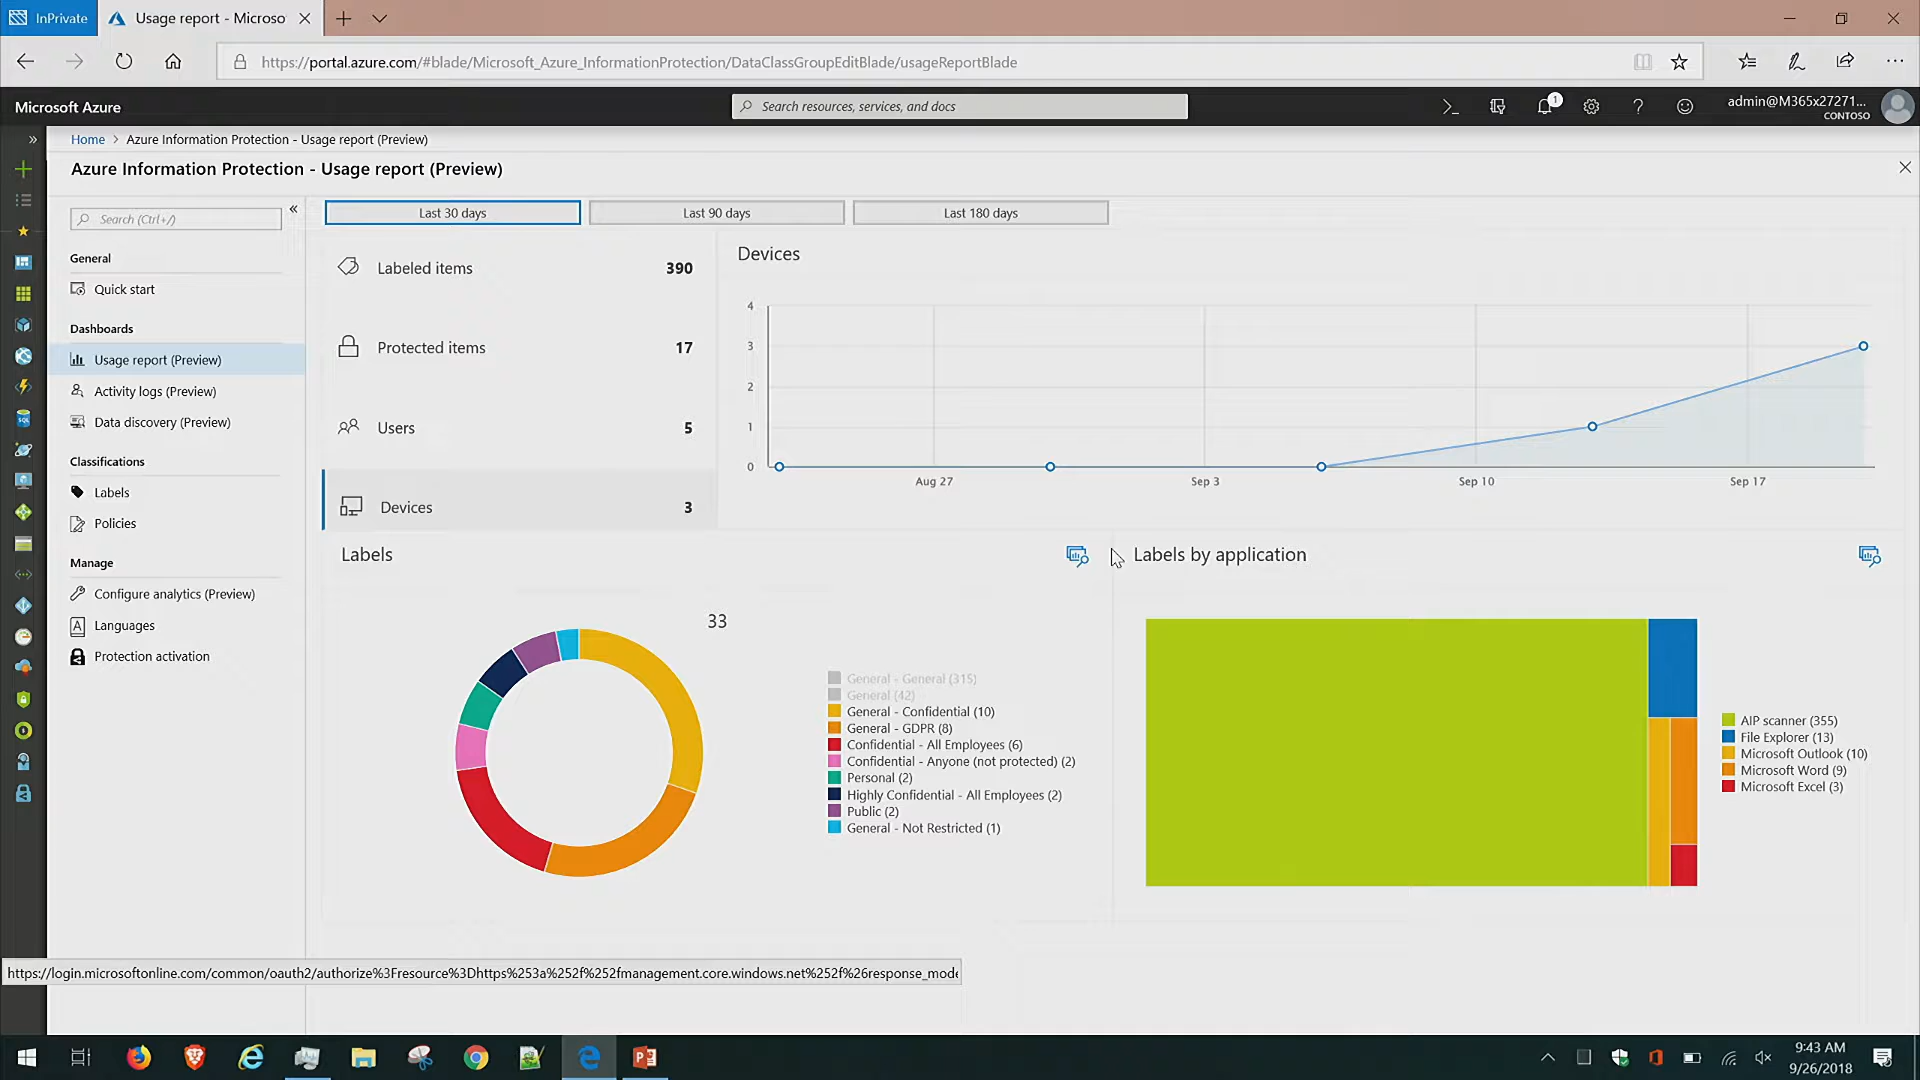 InPrivate
Usage report - Microso
https://portal.azure.com/#blade/Microsoft_Azure_InformationProtection/DataClassGroupEditBlade/usageReportBlade
Microsoft Azure
Search resources, services, and docs
1
admin@M365x27271...
CONTOSO
Home > Azure Information Protection - Usage report (Preview)
Azure Information Protection - Usage report (Preview)
Search (Ctrl+/)
General
Quick start
Dashboards
Usage report (Preview)
Activity logs (Preview)
Data discovery (Preview)
Classifications
Labels
Policies
Manage
Configure analytics (Preview)
Languages
Protection activation
Last 30 days
Last 90 days
Last 180 days
Labeled items 390
Protected items 17
Users 5
Devices 3
Devices
4
3
2
1
0
Aug 27
Sep 3
Sep 10
Sep 17
Labels
33
General - General (315)
General (42)
General - Confidential (10)
General - GDPR (8)
Confidential - All Employees (6)
Confidential - Anyone (not protected) (2)
Personal (2)
Highly Confidential - All Employees (2)
Public (2)
General - Not Restricted (1)
Labels by application
AIP scanner (355)
File Explorer (13)
Microsoft Outlook (10)
Microsoft Word (9)
Microsoft Excel (3)
https://login.microsoftonline.com/common/oauth2/authorize%3Fresource%3Dhttps%253a%252f%252fmanagement.core.windows.net%252f%26response_mode
9:43 AM
9/26/2018